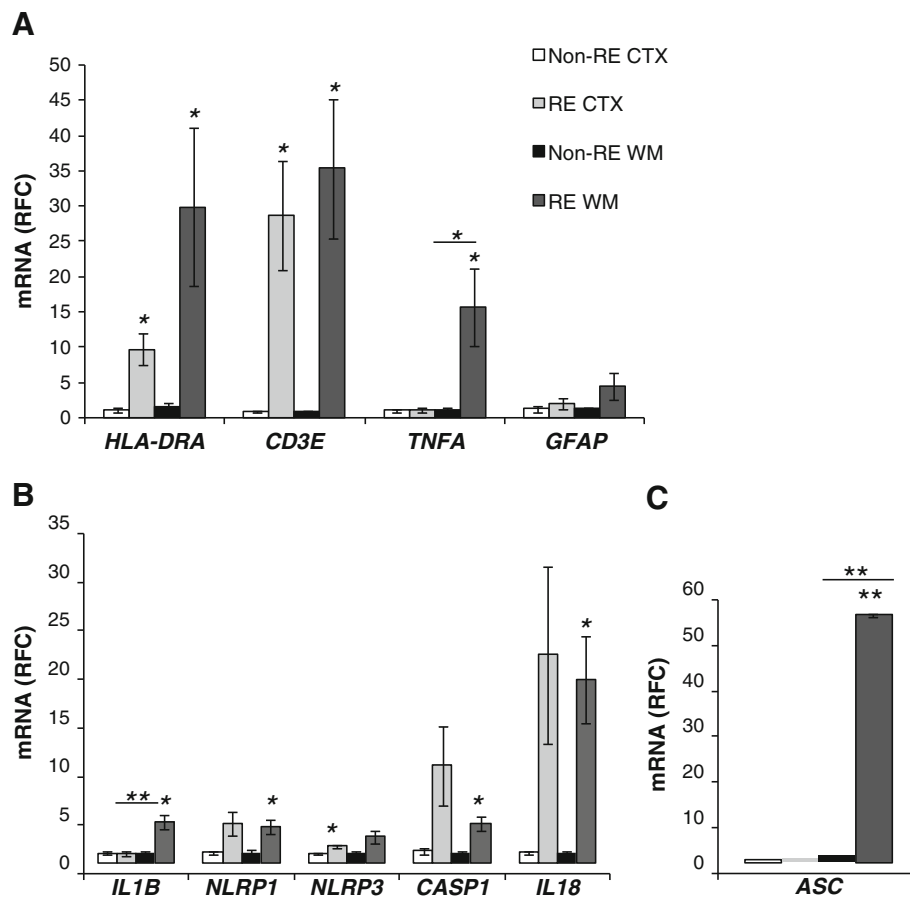 A
50
45
40
35
30
25
20
15
10
5
0
mRNA (RFC)
* * * * * *
HLA-DRA CD3E TNFA GFAP
Non-RE CTX
RE CTX
Non-RE WM
RE WM
B
35
30
25
20
15
10
5
0
mRNA (RFC)
** * * * * *
IL1B NLRP1 NLRP3 CASP1 IL18
C
60
50
40
30
20
10
0
mRNA (RFC)
**
**
ASC